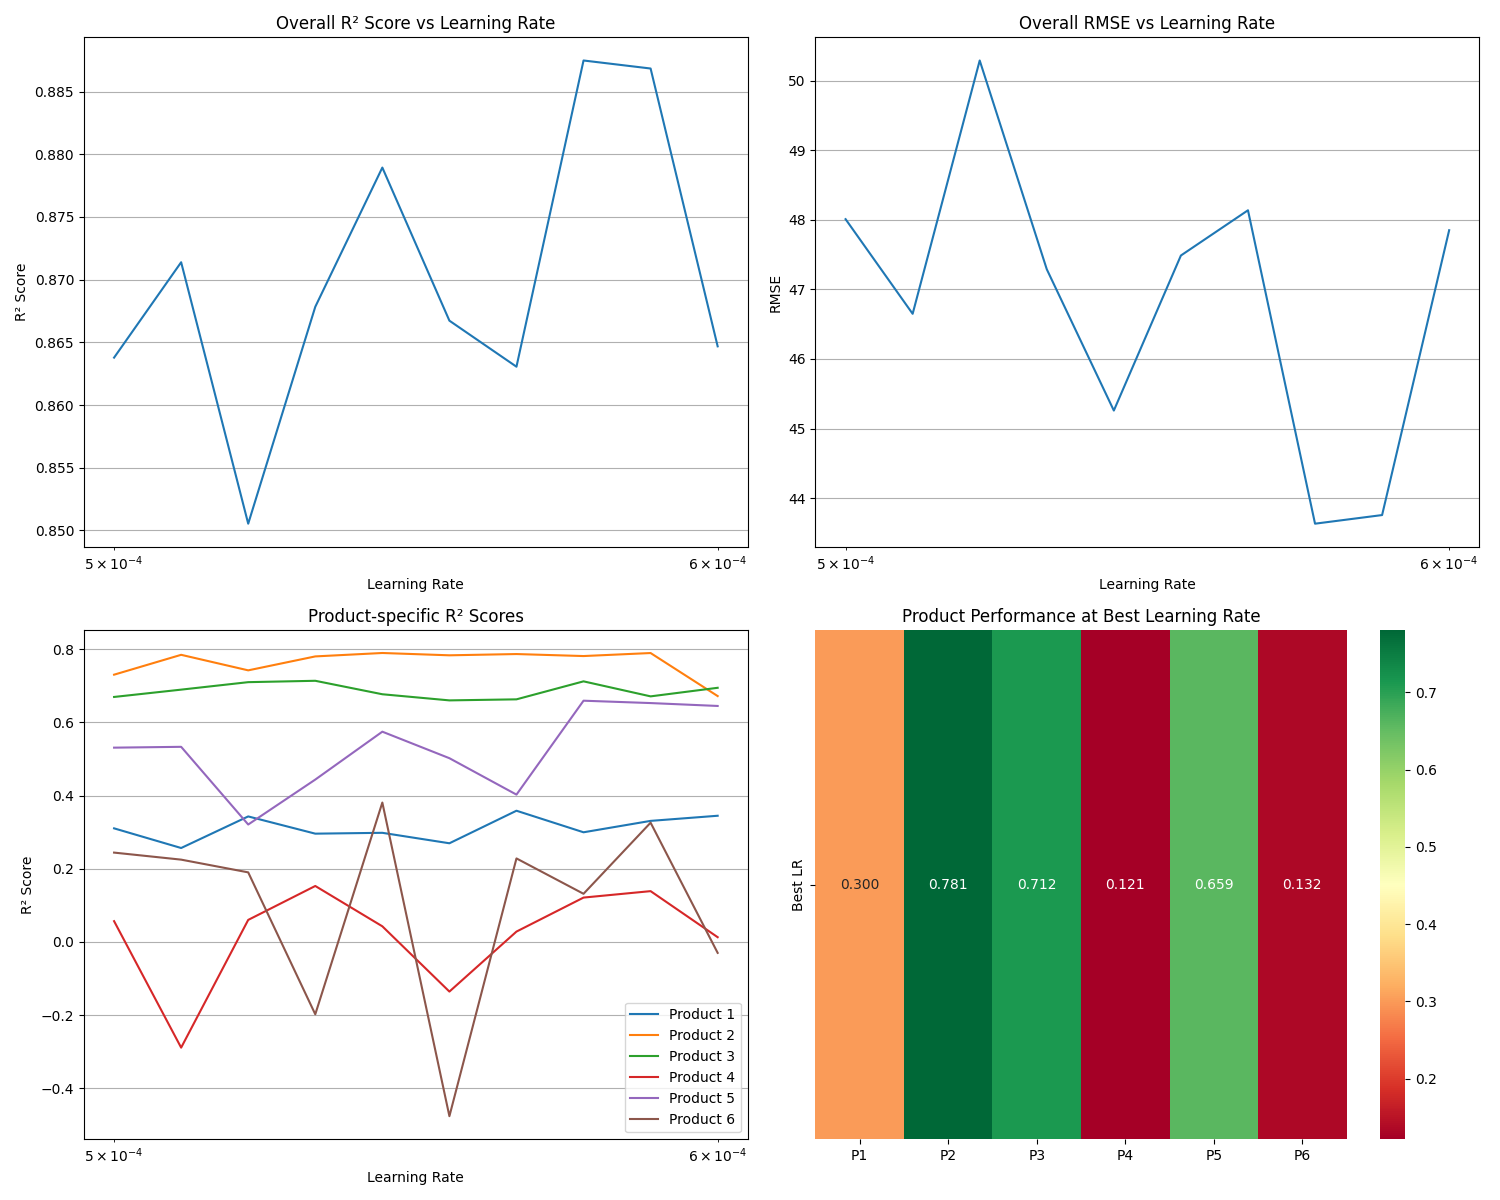 Overall R² Score vs Learning Rate
R² Score
0.885
0.880
0.875
0.870
0.865
0.860
0.855
0.850
5 × 10⁻⁴
6 × 10⁻⁴
Learning Rate
Overall RMSE vs Learning Rate
RMSE
50
49
48
47
46
45
44
5 × 10⁻⁴
6 × 10⁻⁴
Learning Rate
Product-specific R² Scores
R² Score
0.8
0.6
0.4
0.2
0.0
−0.2
−0.4
Product 1
Product 2
Product 3
Product 4
Product 5
Product 6
5 × 10⁻⁴
6 × 10⁻⁴
Learning Rate
Product Performance at Best Learning Rate
Best LR
0.300 0.781 0.712 0.121 0.659 0.132
P1 P2 P3 P4 P5 P6
0.7
0.6
0.5
0.4
0.3
0.2